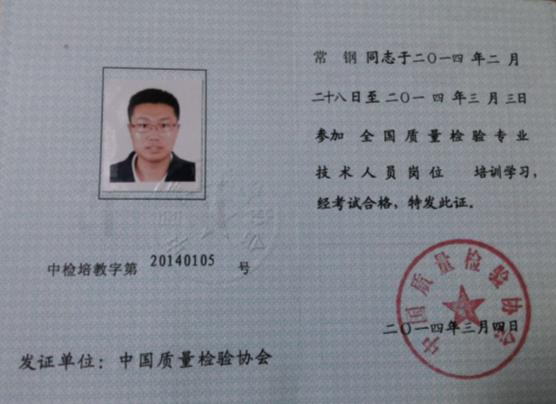 常 钢 同志于二〇一四年二月
二十八日至二〇一四年三月三日
参加 全国质量检验专业
技术人员岗位 培训学习,
经考试合格,特发此证。
中检培教字第 20140105 号
中国质量检验协会
二〇一四年三月四日
发证单位:中国质量检验协会